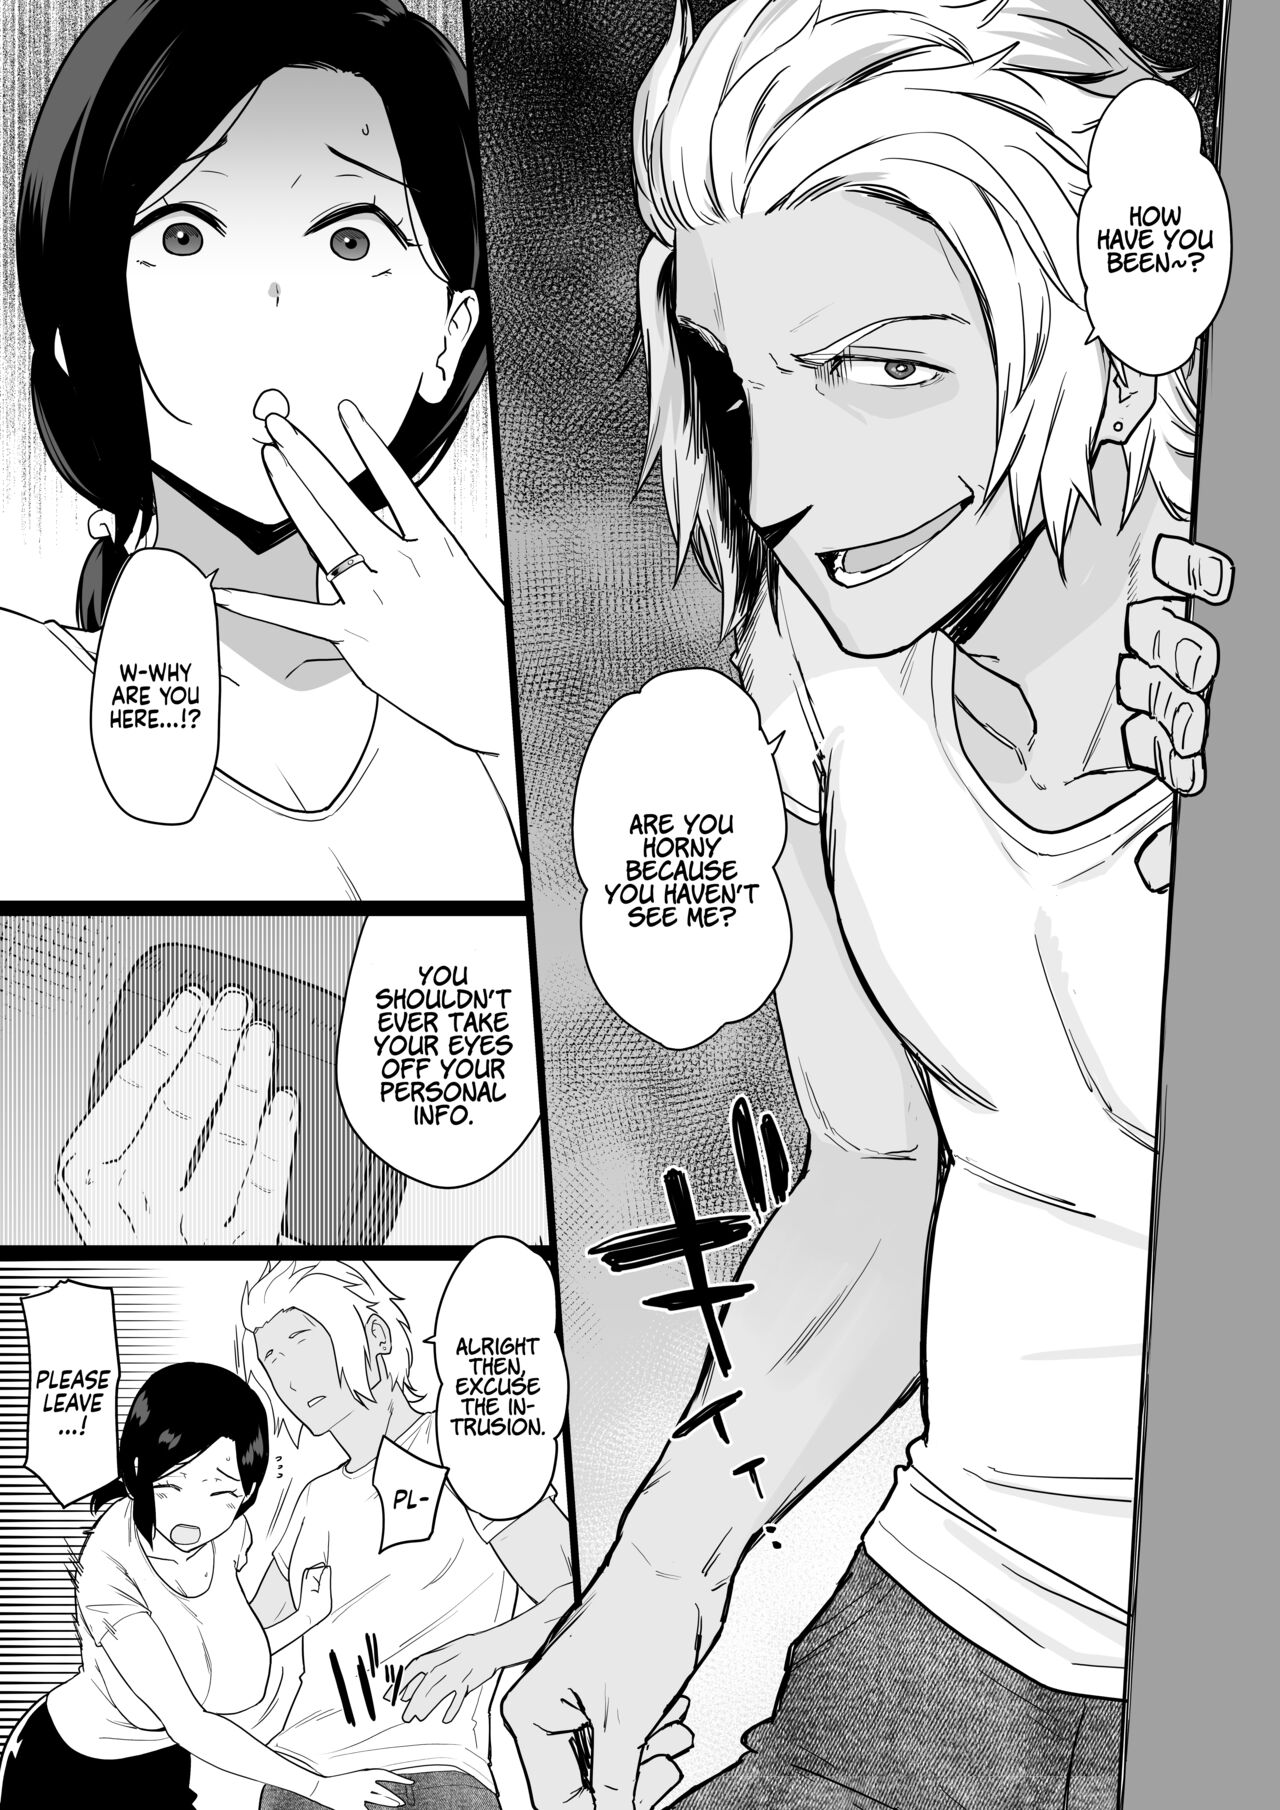 HOW
HAVE YOU
BEEN~?
ARE YOU
HORNY
BECAUSE
YOU HAVEN'T
SEE ME?
W-WHY
ARE YOU
HERE...!?
YOU
SHOULDN'T
EVER TAKE
YOUR EYES
OFF YOUR
PERSONAL
INFO.
ALRIGHT
THEN,
EXCUSE
THE IN-
TRUSION.
PL-
PLEASE
LEAVE
...!